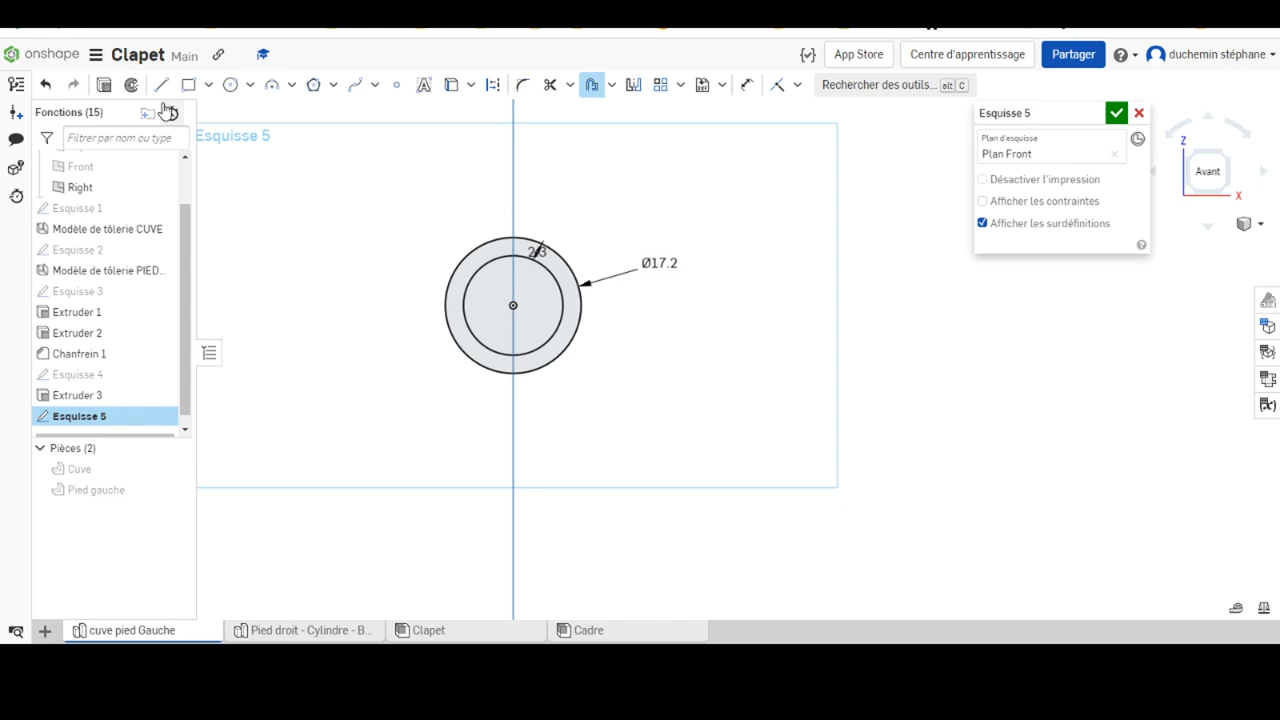 onshape Clapet Main App Store Centre d'apprentissage Partager duchemin stéphane
Rechercher des outils... alt C
Fonctions (15)
Filtrer par nom ou type
Front
Right
Esquisse 1
Modèle de tôlerie CUVE
Esquisse 2
Modèle de tôlerie PIED...
Esquisse 3
Extruder 1
Extruder 2
Chanfrein 1
Esquisse 4
Extruder 3
Esquisse 5
Pièces (2)
Cuve
Pied gauche
Esquisse 5
2.3
Ø17.2
Esquisse 5
Plan d'esquisse
Plan Front
Désactiver l'impression
Afficher les contraintes
Afficher les surdéfinitions
Z
Avant
X
cuve pied Gauche
Pied droit - Cylindre - B...
Clapet
Cadre